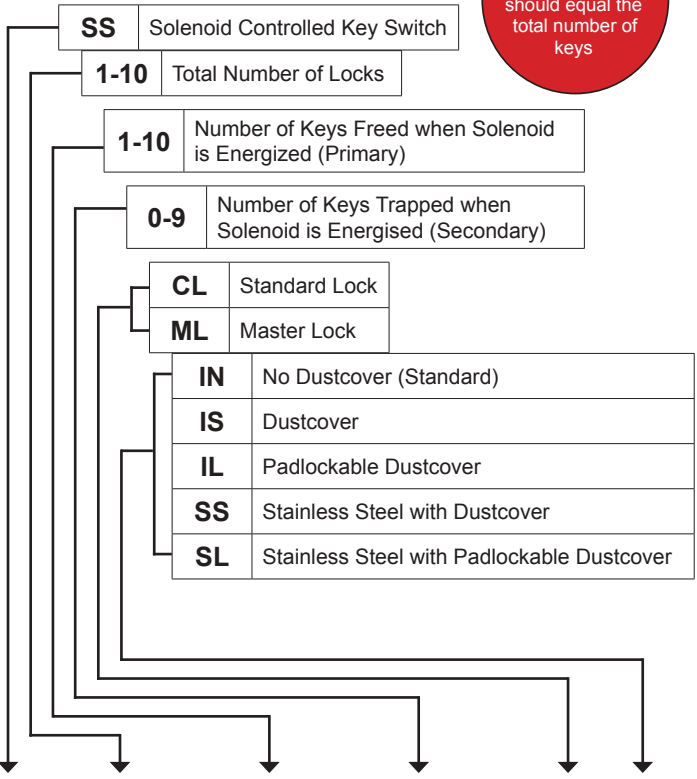 should equal the
total number of
keys
SS Solenoid Controlled Key Switch
1-10 Total Number of Locks
1-10 Number of Keys Freed when Solenoid
is Energized (Primary)
0-9 Number of Keys Trapped when
Solenoid is Energised (Secondary)
CL Standard Lock
ML Master Lock
IN No Dustcover (Standard)
IS Dustcover
IL Padlockable Dustcover
SS Stainless Steel with Dustcover
SL Stainless Steel with Padlockable Dustcover